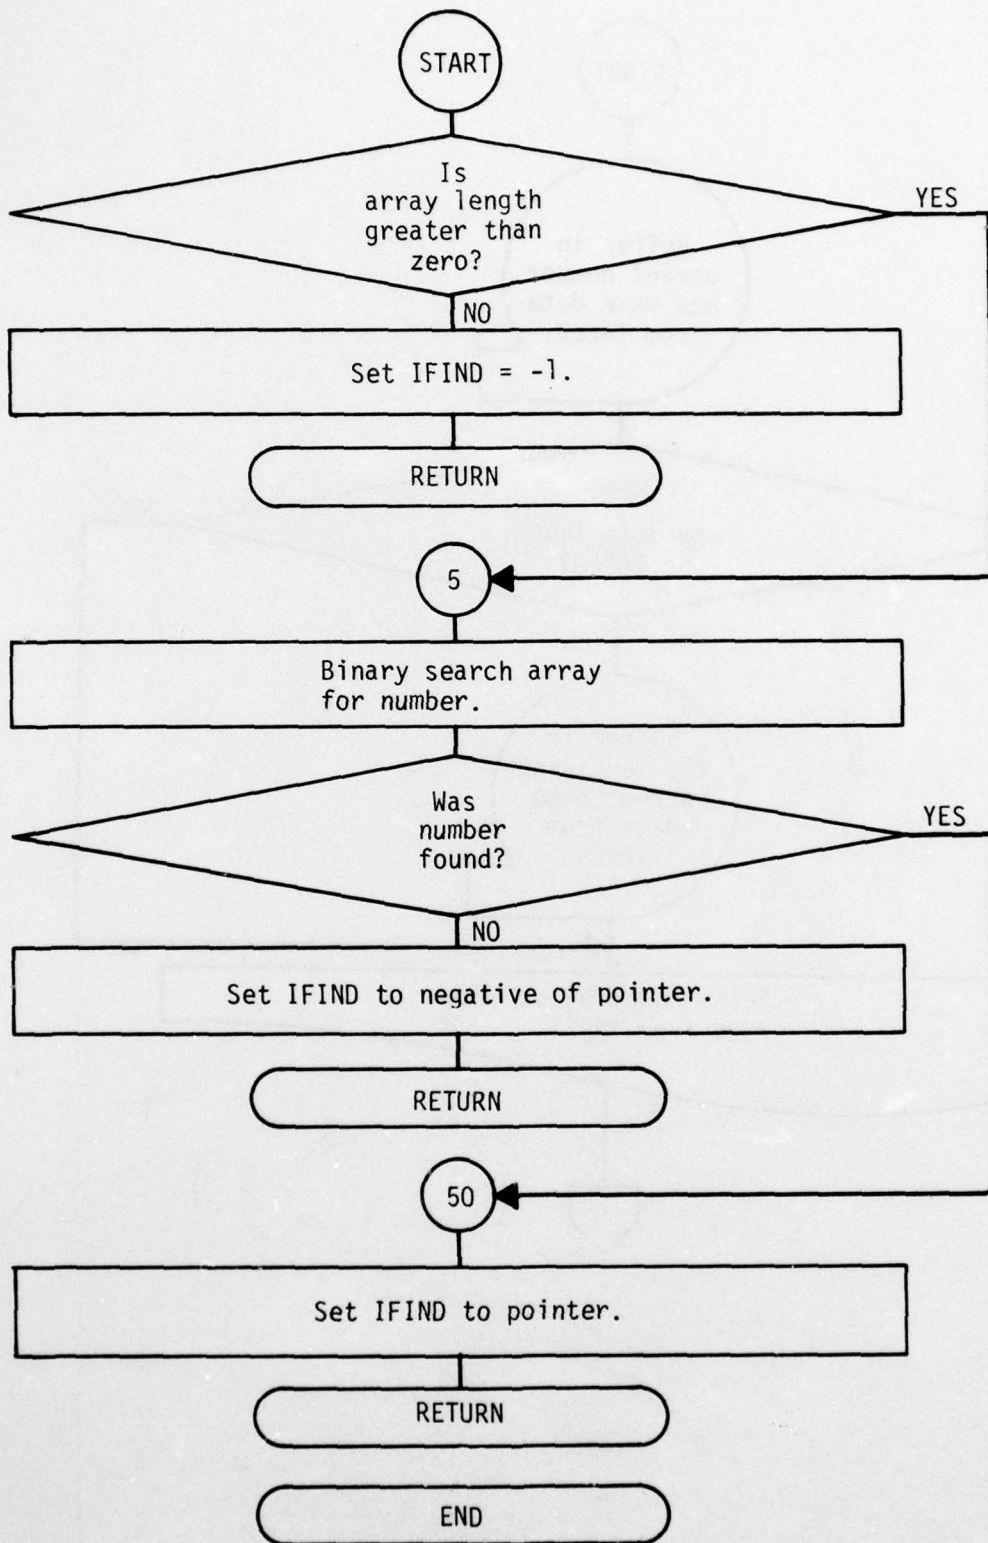 START
Is
array length
greater than
zero?
YES
NO
Set IFIND = -1.
RETURN
5
Binary search array
for number.
Was
number
found?
YES
NO
Set IFIND to negative of pointer.
RETURN
50
Set IFIND to pointer.
RETURN
END